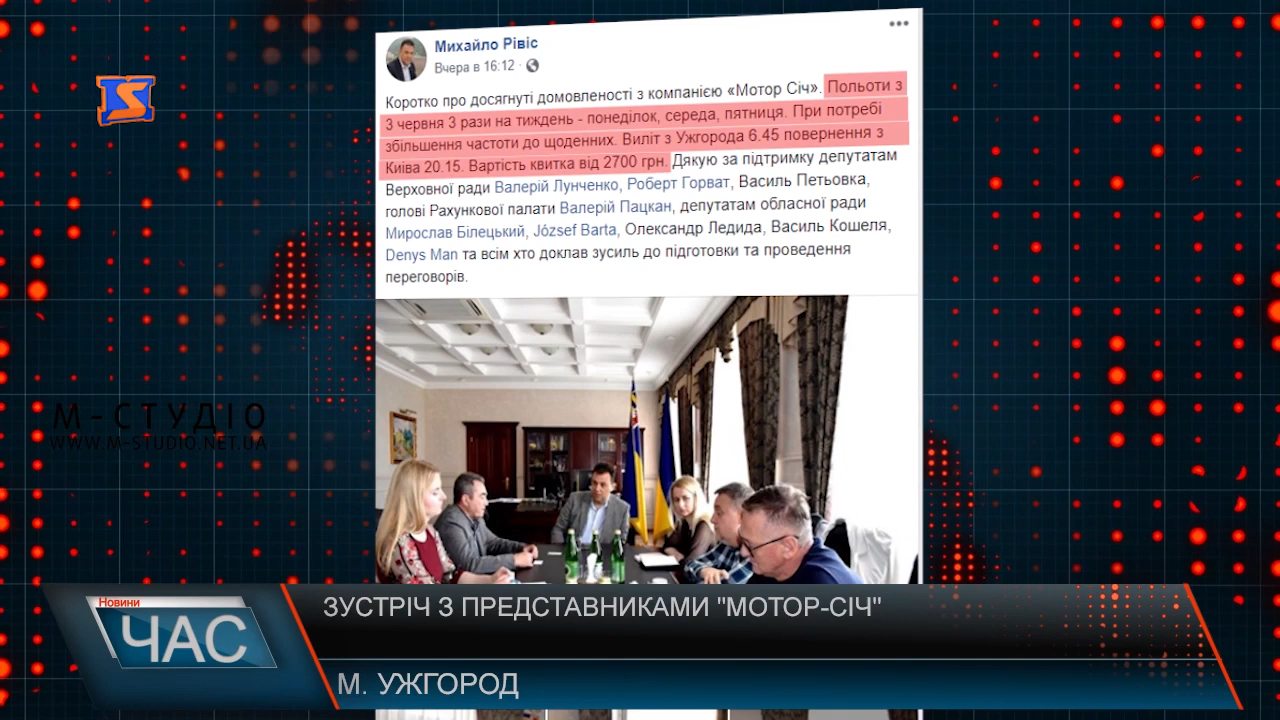 Михайло Рівіс
Вчера в 16:12 ·
Коротко про досягнуті домовленості з компанією «Мотор Січ». Польоти з
3 червня 3 рази на тиждень - понеділок, середа, пятниця. При потребі
збільшення частоти до щоденних. Виліт з Ужгорода 6.45 повернення з
Київа 20.15. Вартість квитка від 2700 грн. Дякую за підтримку депутатам
Верховної ради Валерій Лунченко, Роберт Горват, Василь Петьовка,
голові Рахункової палати Валерій Пацкан, депутатам обласної ради
Мирослав Білецький, József Barta, Олександр Ледида, Василь Кошеля,
Denys Man та всім хто доклав зусиль до підготовки та проведення
переговорів.
М-СТУДІО
WWW.M-STUDIO.NET.UA
Новини
ЧАС
ЗУСТРІЧ З ПРЕДСТАВНИКАМИ "МОТОР-СІЧ"
М. УЖГОРОД